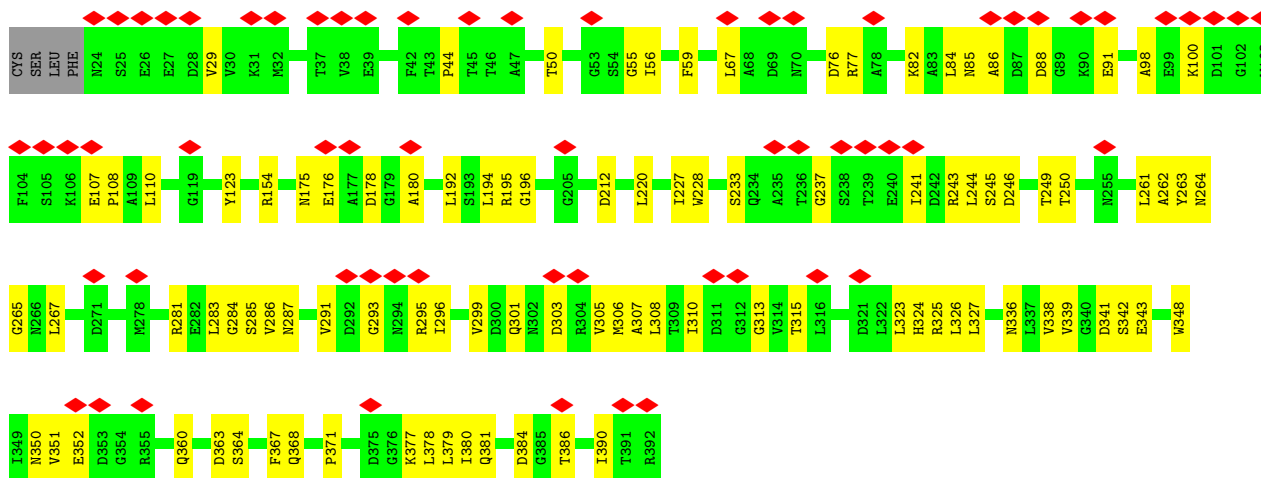 CYS SER LEU PHE N24 S25 E26 E27 D28 V29 V30 K31 M32 T37 V38 E39 F42 T43 P44 T45 T46 A47 T50 G53 S54 G55 I56 F59 L67 A68 D69 N70 D76 R77 A78 K82 A83 L84 N85 A86 D87 D88 G89 K90 E91 A98 E99 K100 D101 G102
F104 S105 K106 E107 P108 A109 L110 G119 Y123 R154 N175 E176 A177 D178 G179 A180 L192 S193 L194 R195 G196 G205 D212 L220 I227 W228 S233 Q234 A235 T236 G237 S238 T239 E240 I241 D242 R243 L244 S245 D246 T249 T250 N255 L261 A262 Y263 N264
G265 N266 L267 D271 M278 R281 E282 L283 G284 S285 V286 N287 V291 D292 G293 N294 R295 T296 V299 D300 Q301 N302 D303 R304 V305 M306 A307 L308 T309 I310 D311 G312 G313 V314 T315 L316 D321 L322 L323 H324 R325 L326 L327 N336 L337 V338 V339 G340 D341 S342 E343 W348
I349 N350 V351 E352 D353 G354 R355 Q360 D363 S364 F367 Q368 P371 D375 G376 K377 L378 L379 I380 Q381 D384 G385 T386 I390 T391 R392